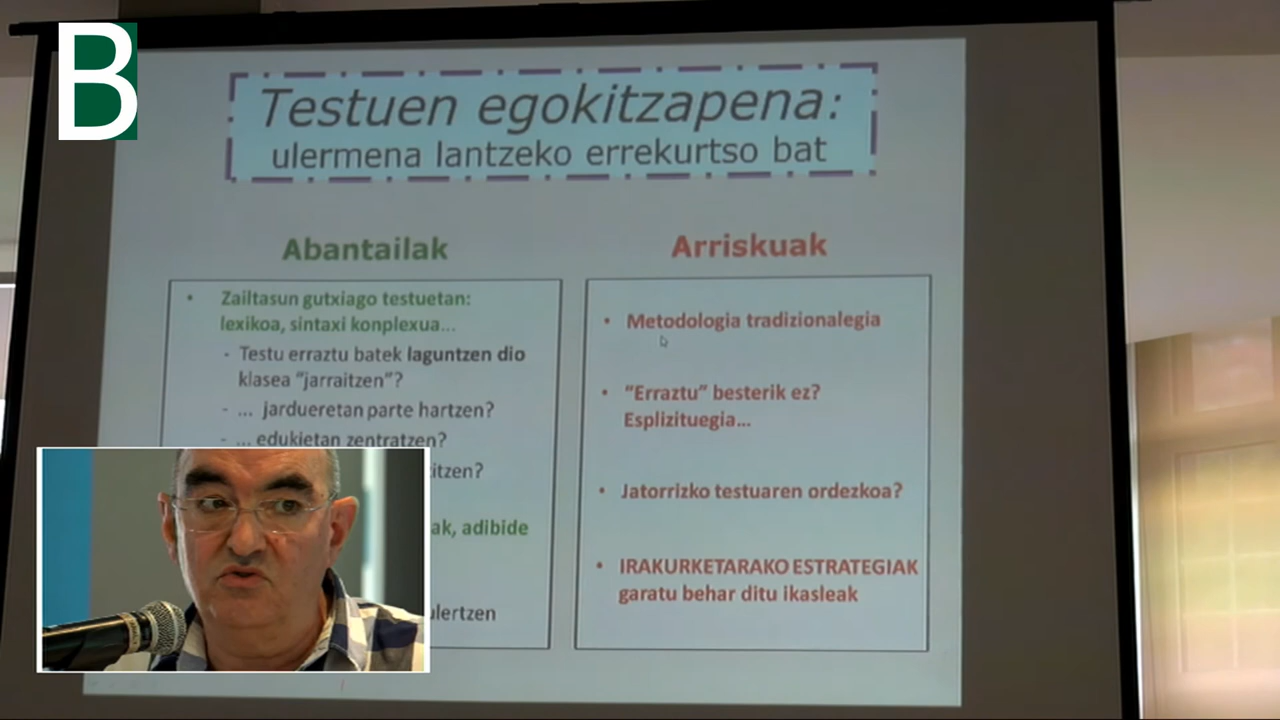 B
Testuen egokitzapena:
ulermena lantzeko errekurtso bat
Abantailak
• Zailtasun gutxiago testuetan:
lexikoa, sintaxi konplexua...
- Testu erraztu batek laguntzen dio
klasea “jarraitzen”?
- ... jardueretan parte hartzen?
- ... edukietan zentratzen?
adibide
Arriskuak
• Metodologia tradizionalegia
• “Erraztu” besterik ez?
Esplizituegia...
• Jatorrizko testuaren ordezkoa?
• IRAKURKETARAKO ESTRATEGIAK
garatu behar ditu ikasleak